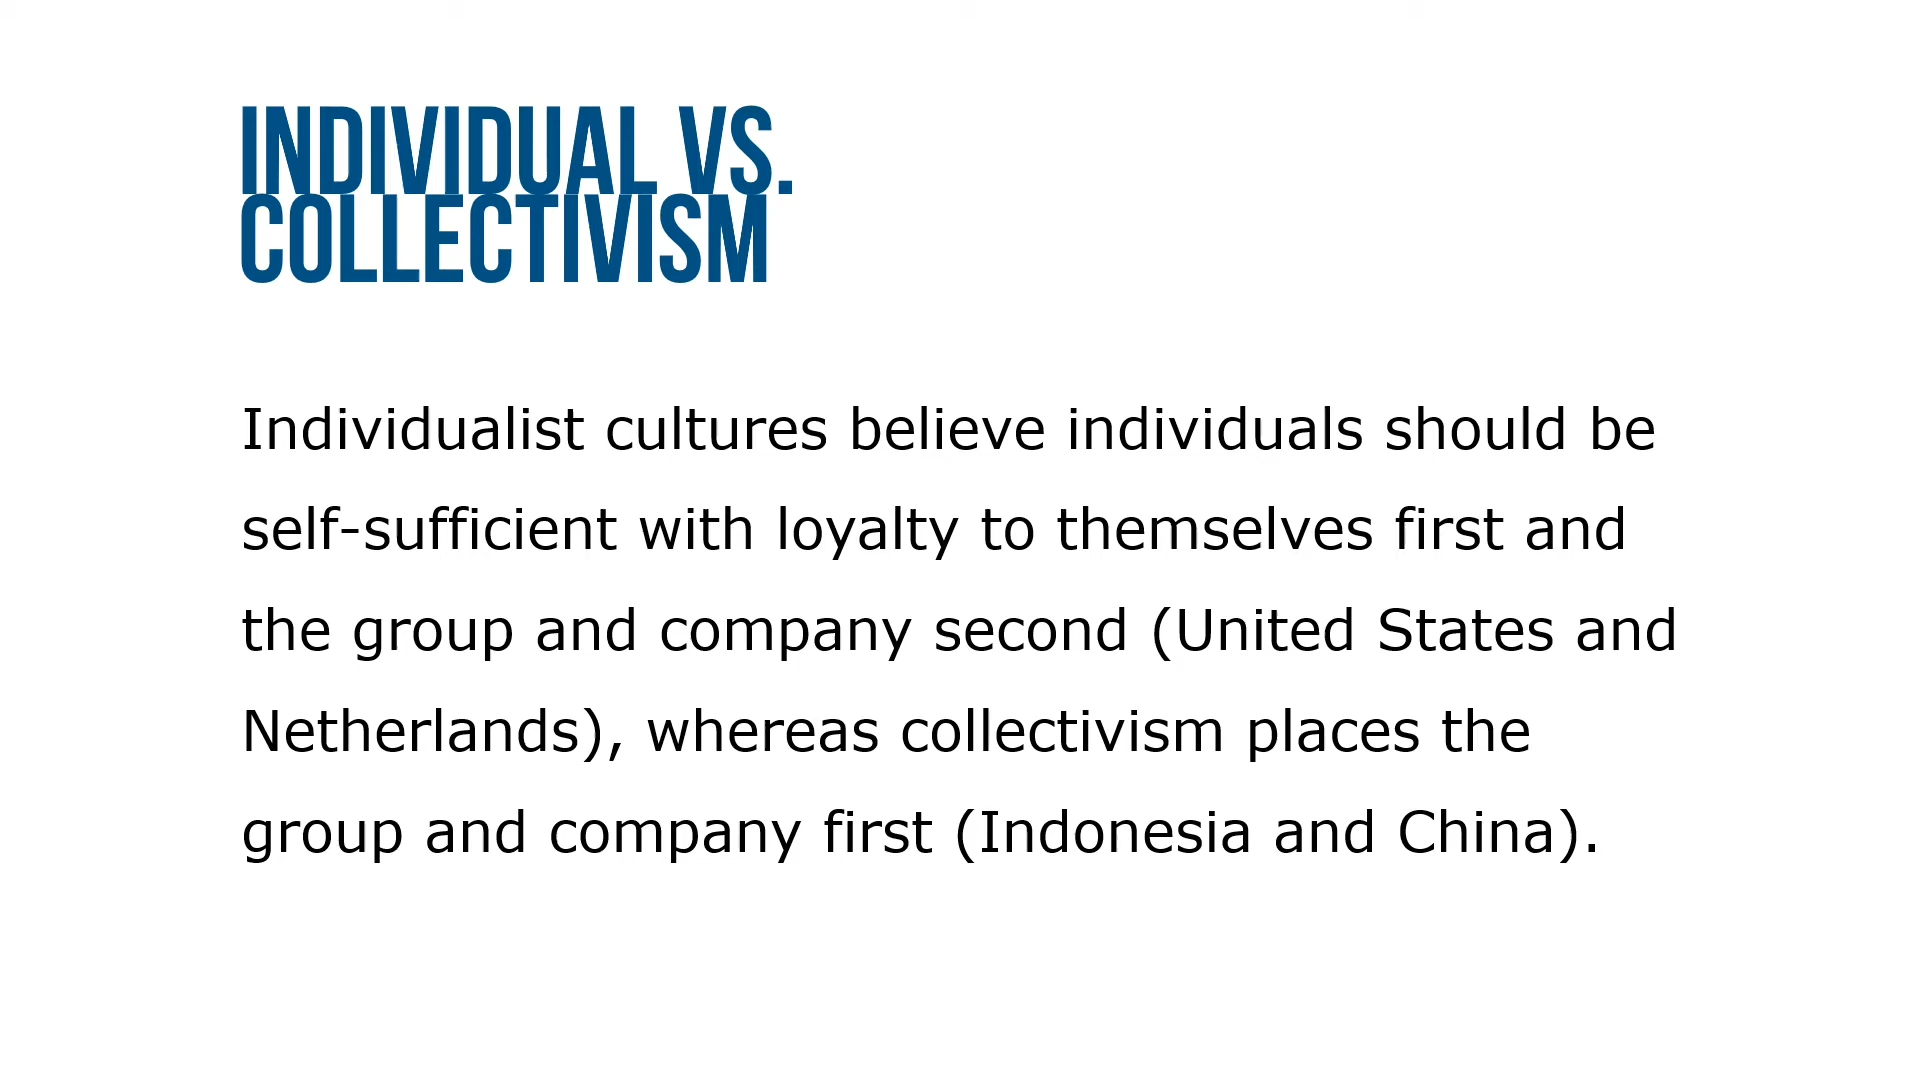 INDIVIDUAL VS.
COLLECTIVISM
Individualist cultures believe individuals should be
self-sufficient with loyalty to themselves first and
the group and company second (United States and
Netherlands), whereas collectivism places the
group and company first (Indonesia and China).